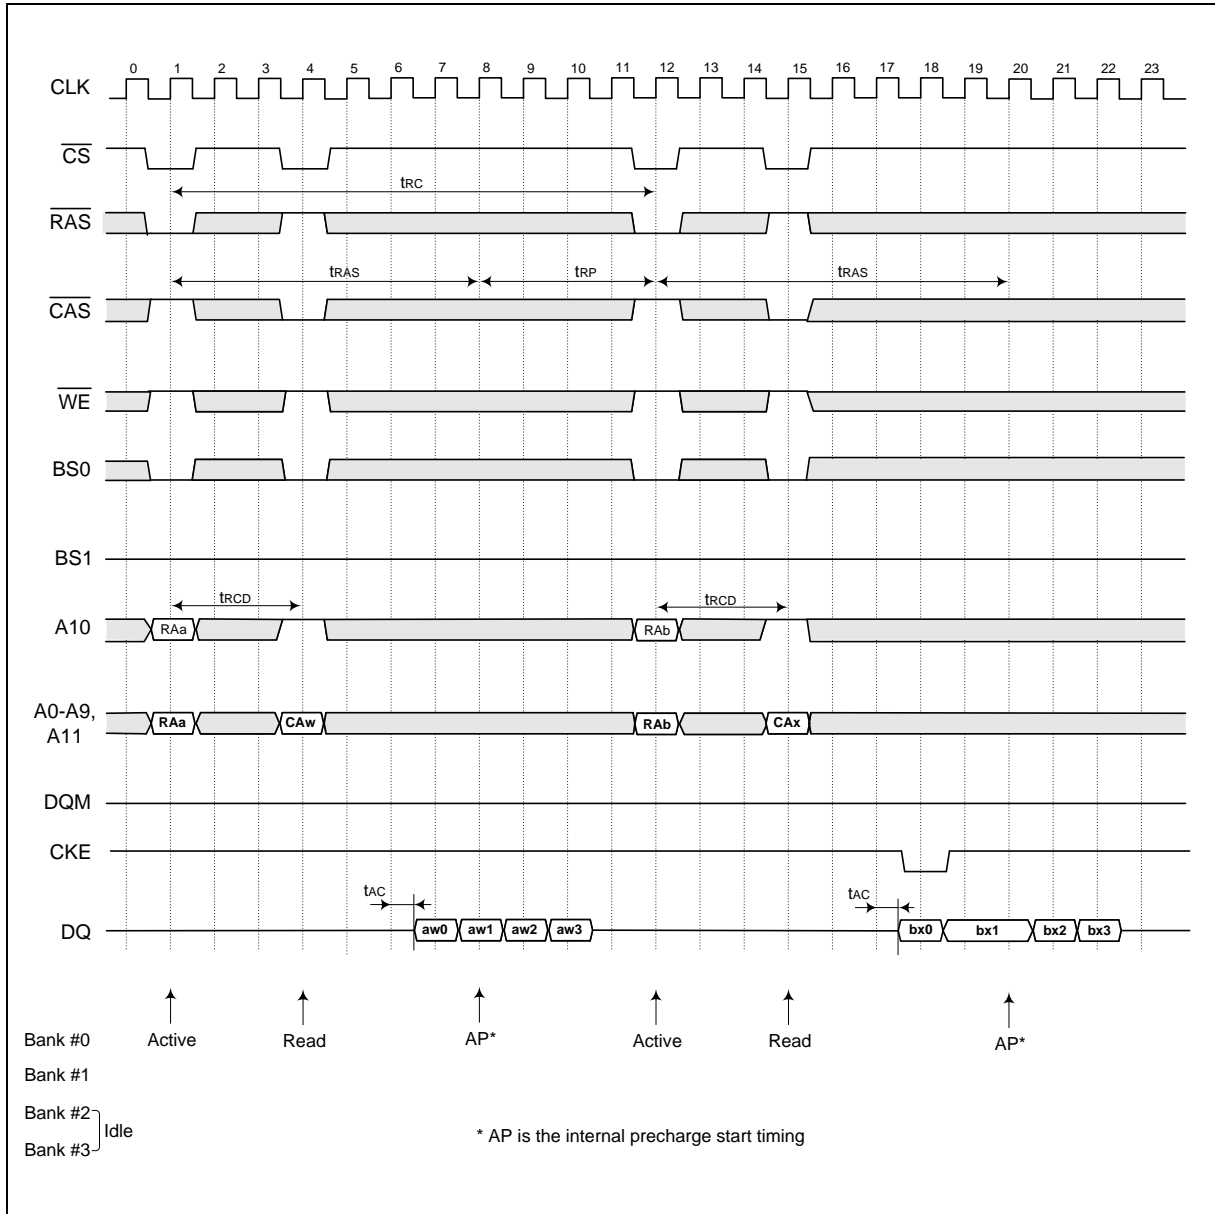 0 1 2 3 4 5 6 7 8 9 10 11 12 13 14 15 16 17 18 19 20 21 22 23
CLK
CS
tRC
RAS
tRAS tRP tRAS
CAS
WE
BS0
BS1
tRCD tRCD
A10 RAa RAb
A0-A9,
A11
RAa CAw RAb CAx
DQM
CKE
tAC tAC
DQ aw0 aw1 aw2 aw3 bx0 bx1 bx2 bx3
Bank #0 Active Read AP* Active Read AP*
Bank #1
Bank #2
Idle
Bank #3
* AP is the internal precharge start timing